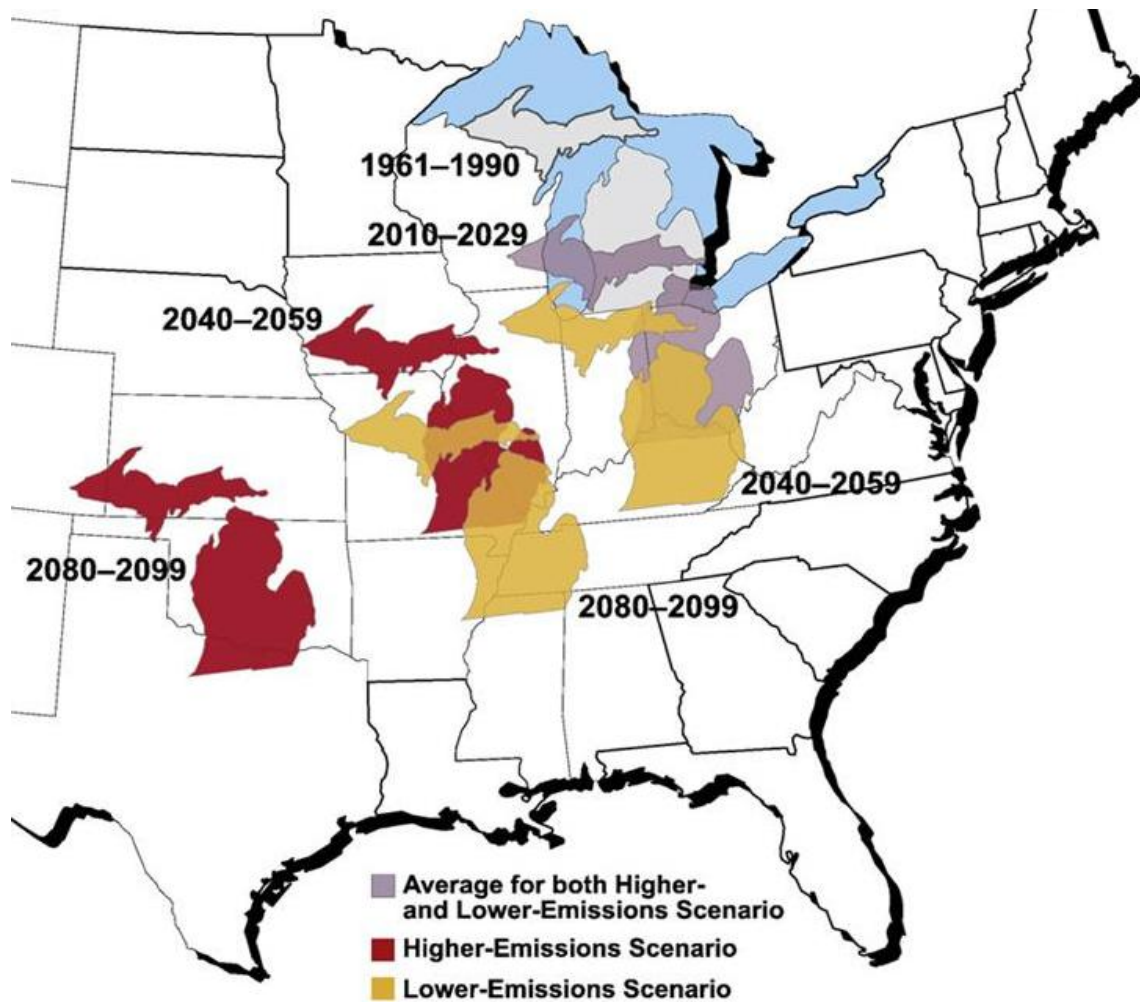 1961–1990
2010–2029
2040–2059
2040–2059
2080–2099
2080–2099
Average for both Higher-
and Lower-Emissions Scenario
Higher-Emissions Scenario
Lower-Emissions Scenario